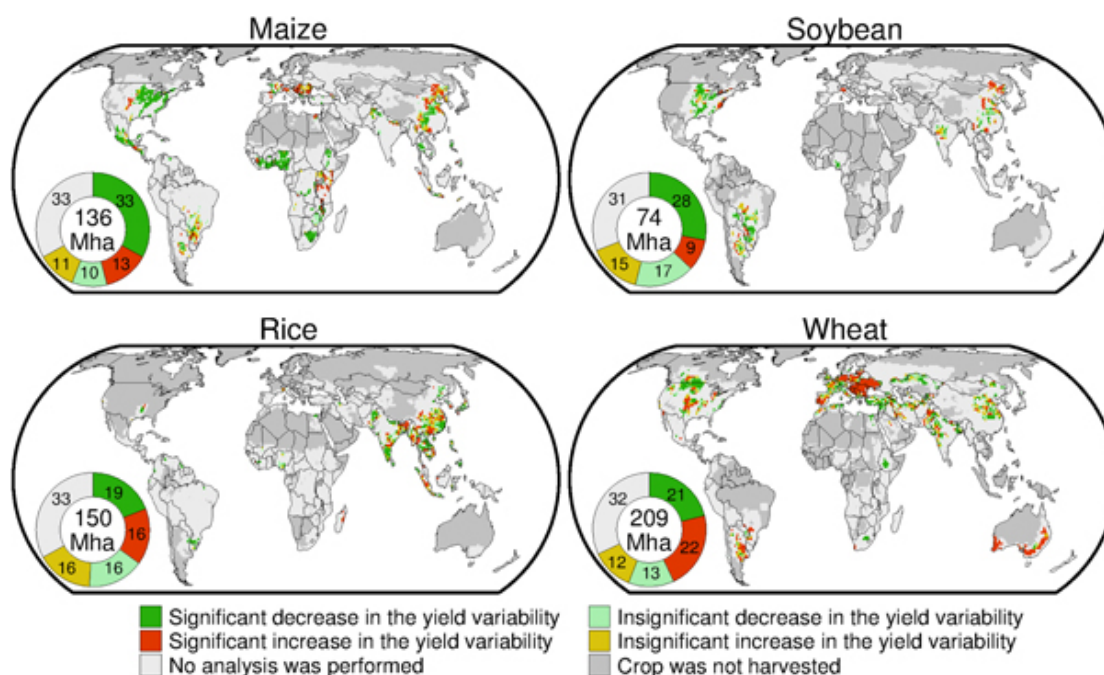 Maize
Soybean
33
33
136
Mha
11
10
13
31
28
74
Mha
15
17
9
Rice
Wheat
33
19
150
Mha
16
16
16
32
21
209
Mha
12
13
22
Significant decrease in the yield variability
Insignificant decrease in the yield variability
Significant increase in the yield variability
Insignificant increase in the yield variability
No analysis was performed
Crop was not harvested